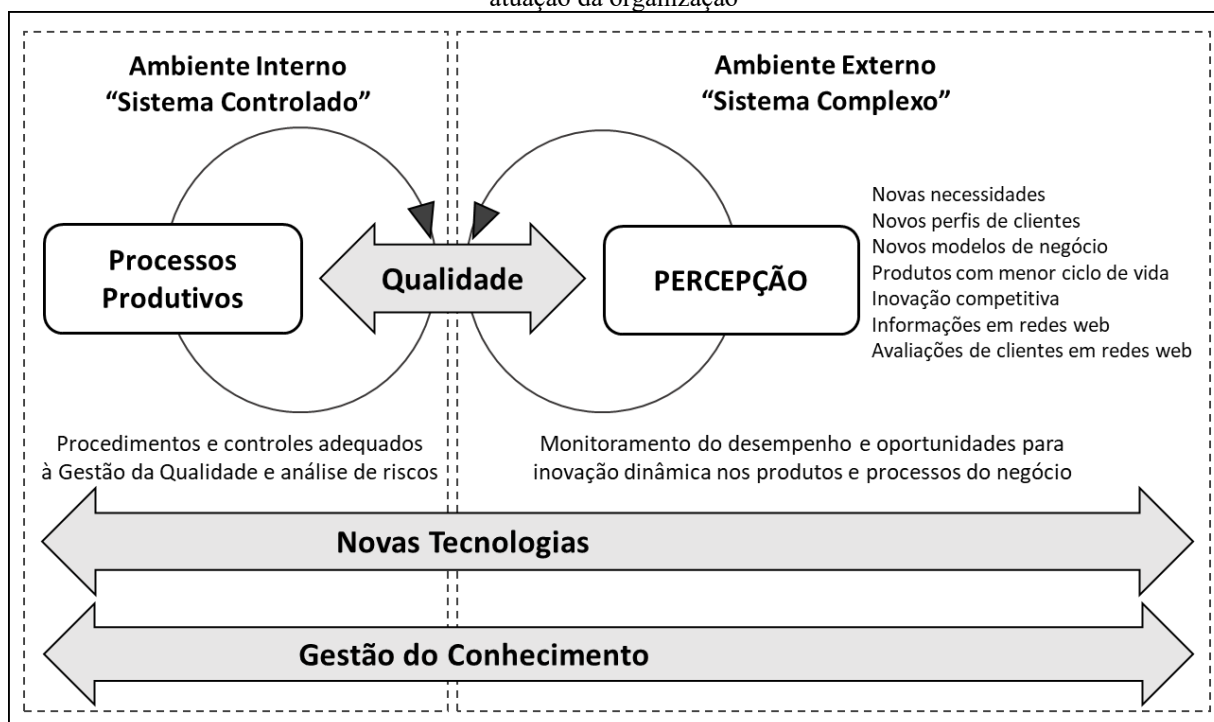 atuação da organização
Ambiente Interno
“Sistema Controlado”
Ambiente Externo
“Sistema Complexo”
Processos
Produtivos
Qualidade
PERCEPÇÃO
Novas necessidades
Novos perfis de clientes
Novos modelos de negócio
Produtos com menor ciclo de vida
Inovação competitiva
Informações em redes web
Avaliações de clientes em redes web
Procedimentos e controles adequados
à Gestão da Qualidade e análise de riscos
Monitoramento do desempenho e oportunidades para
inovação dinâmica nos produtos e processos do negócio
Novas Tecnologias
Gestão do Conhecimento